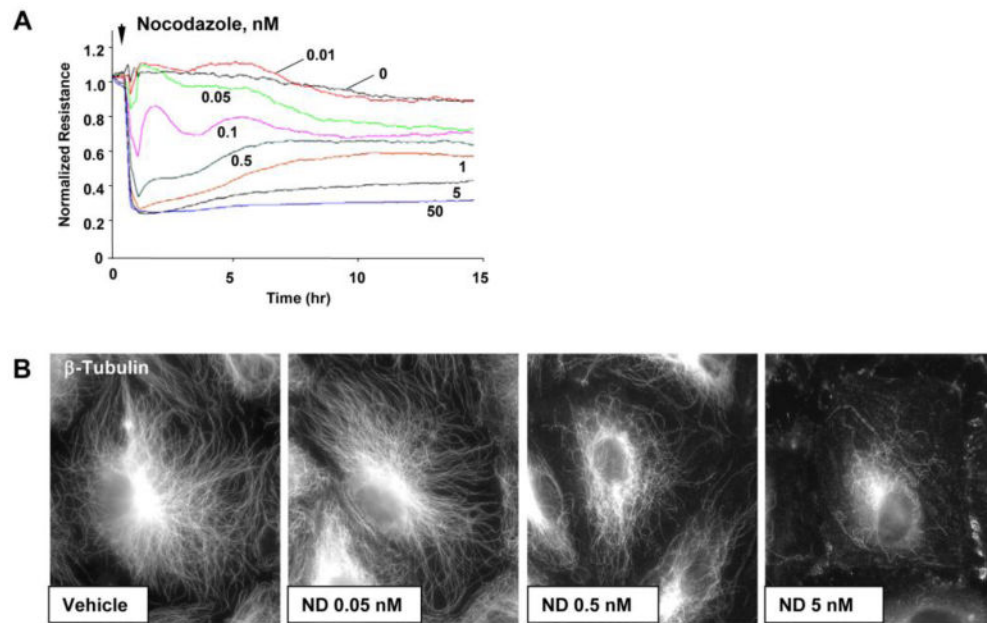 A
Nocodazole, nM
1.2
1.0
0.8
0.6
0.4
0.2
0
Normalized Resistance
0.01
0
0.05
0.1
0.5
1
5
50
0
5
10
15
Time (hr)
B
β-Tubulin
Vehicle
ND 0.05 nM
ND 0.5 nM
ND 5 nM